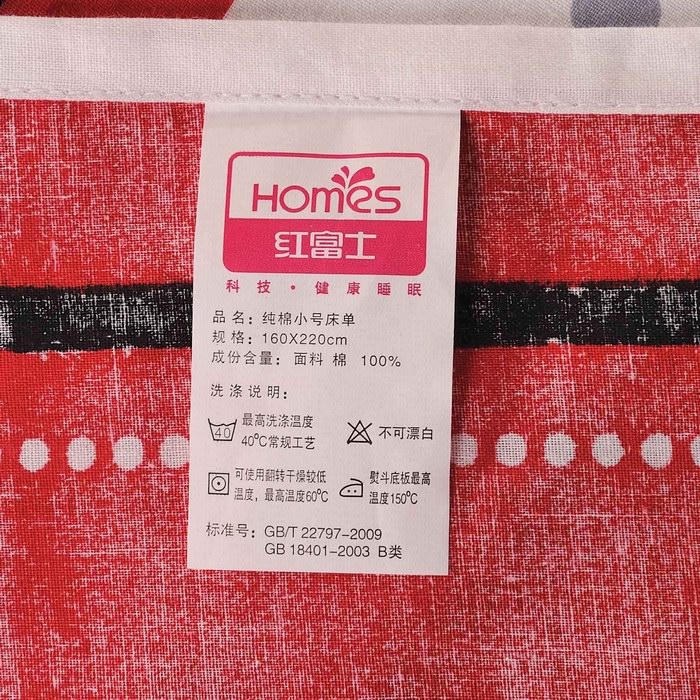 HOMES
红富士
科技·健康睡眠
品名：纯棉小号床单
规格：160X220cm
成份含量：面料 棉 100%
洗涤说明：
40
最高洗涤温度
40℃常规工艺
不可漂白
可使用翻转干燥较低
温度，最高温度60℃
熨斗底板最高
温度150℃
标准号：GB/T 22797-2009
GB 18401-2003 B类